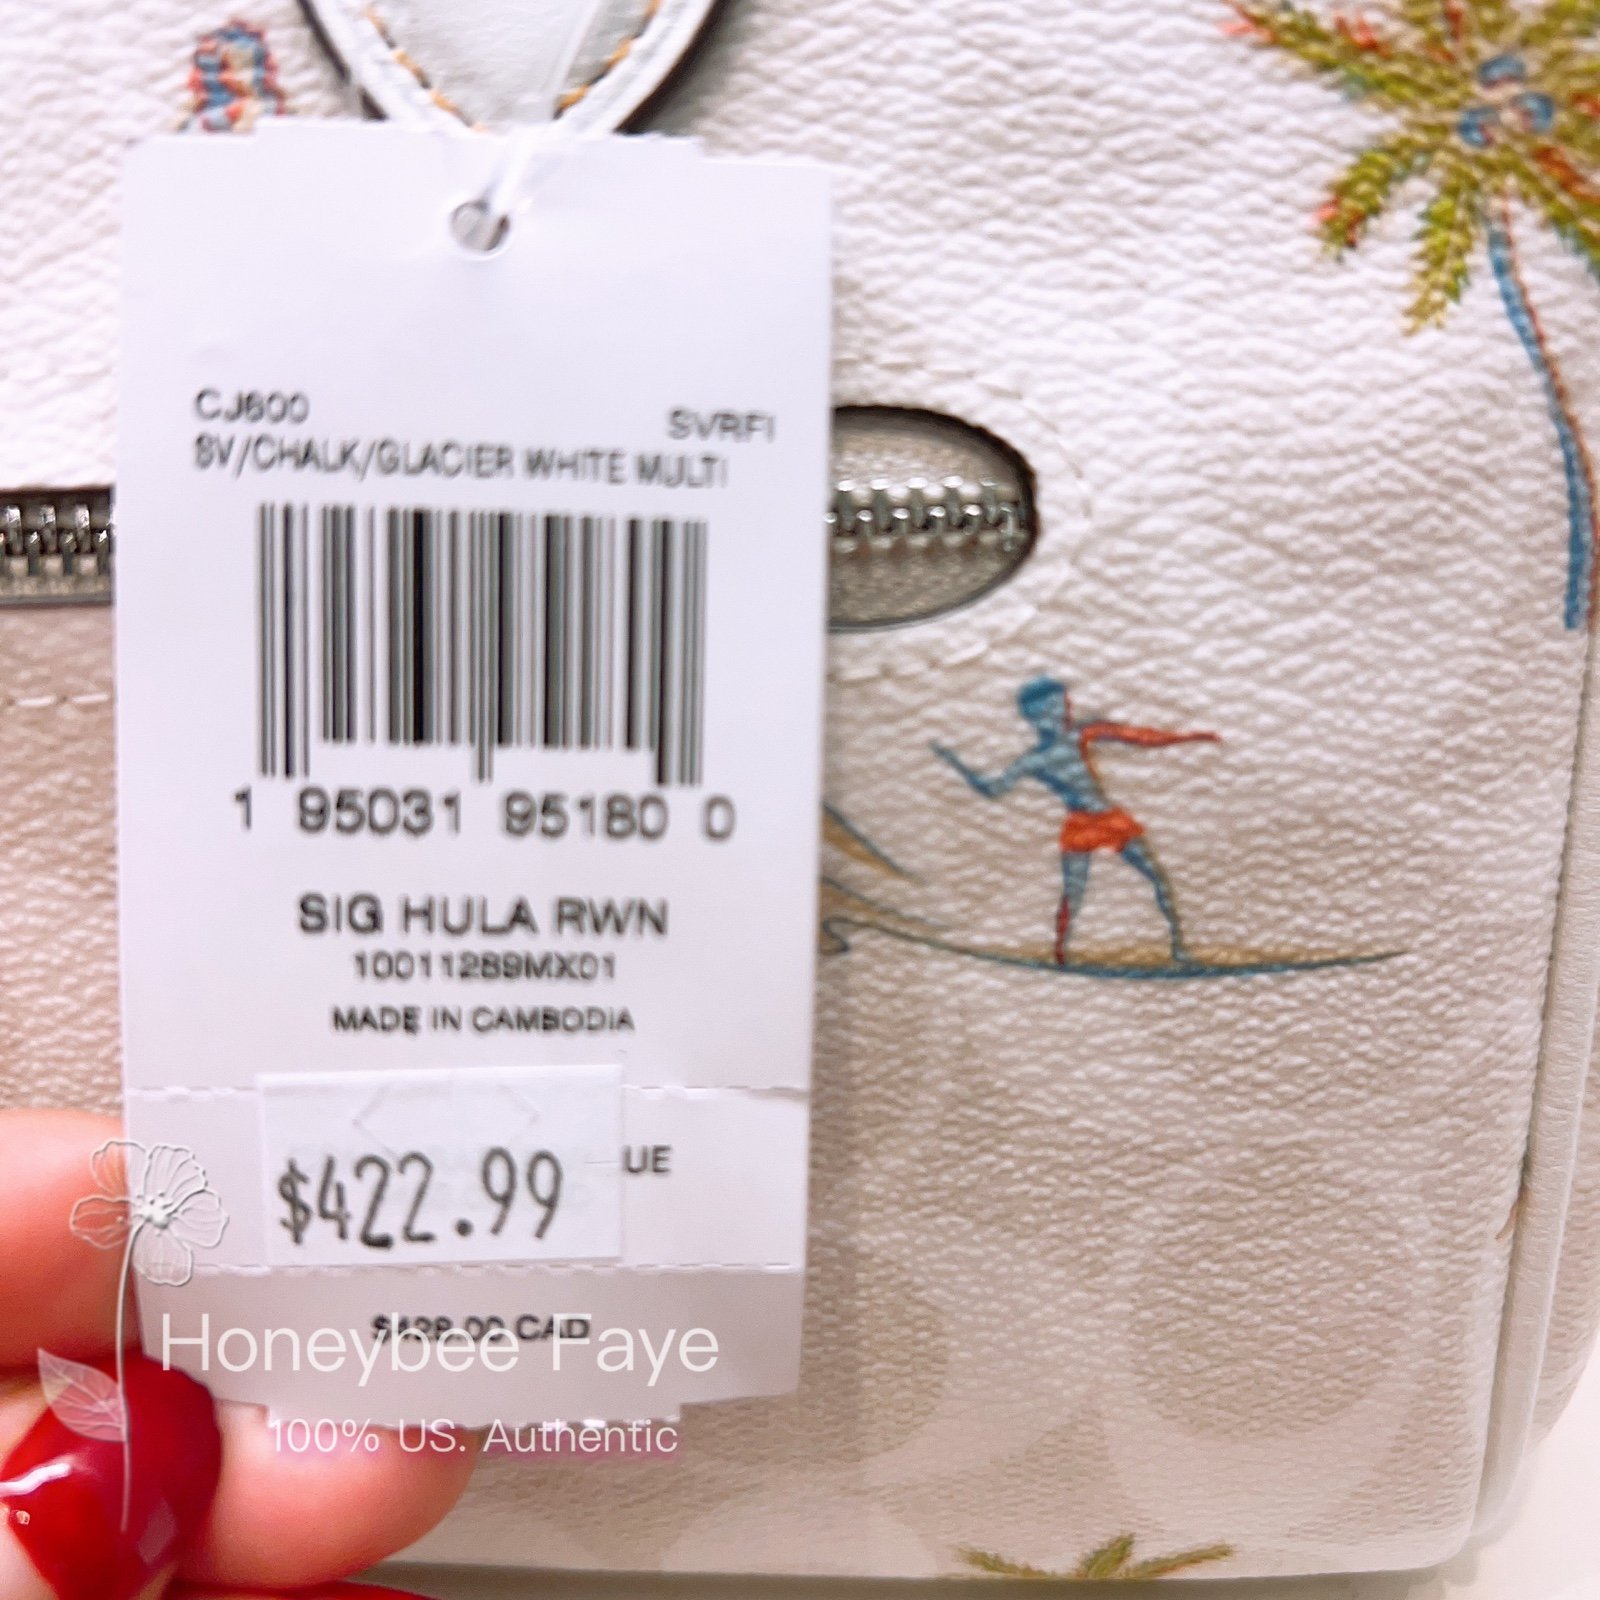 CJ600
SVRFI
SV/CHALK/GLACIER WHITE MULTI
1 95031 95180 0
SIG HULA RWN
10011289MX01
MADE IN CAMBODIA
UE
$422.99
CAD
Honeybee Faye
100% US. Authentic